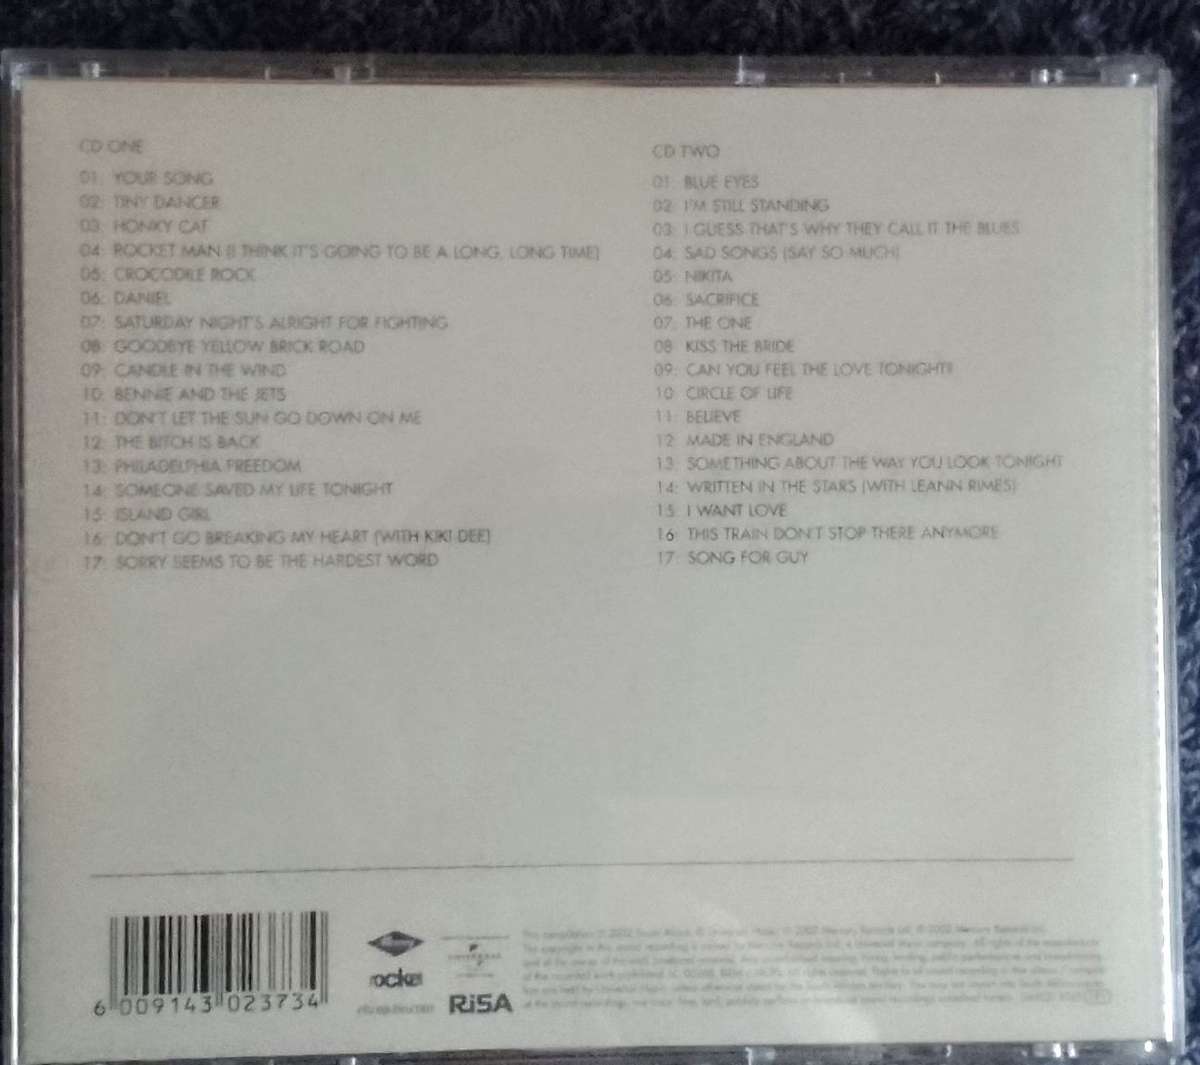 CD ONE
01: YOUR SONG
02: TINY DANCER
03: HONKY CAT
04: ROCKET MAN (I THINK IT'S GOING TO BE A LONG, LONG TIME)
05: CROCODILE ROCK
06: DANIEL
07: SATURDAY NIGHT'S ALRIGHT FOR FIGHTING
08: GOODBYE YELLOW BRICK ROAD
09: CANDLE IN THE WIND
10: BENNIE AND THE JETS
11: DON'T LET THE SUN GO DOWN ON ME
12: THE BITCH IS BACK
13: PHILADELPHIA FREEDOM
14: SOMEONE SAVED MY LIFE TONIGHT
15: ISLAND GIRL
16: DON'T GO BREAKING MY HEART (WITH KIKI DEE)
17: SORRY SEEMS TO BE THE HARDEST WORD
CD TWO
01: BLUE EYES
02: I'M STILL STANDING
03: I GUESS THAT'S WHY THEY CALL IT THE BLUES
04: SAD SONGS (SAY SO MUCH)
05: NIKITA
06: SACRIFICE
07: THE ONE
08: KISS THE BRIDE
09: CAN YOU FEEL THE LOVE TONIGHT
10: CIRCLE OF LIFE
11: BELIEVE
12: MADE IN ENGLAND
13: SOMETHING ABOUT THE WAY YOU LOOK TONIGHT
14: WRITTEN IN THE STARS (WITH LEANN RIMES)
15: I WANT LOVE
16: THIS TRAIN DON'T STOP THERE ANYMORE
17: SONG FOR GUY
6 009143 023734
rocket
UNIVERSAL
RiSA